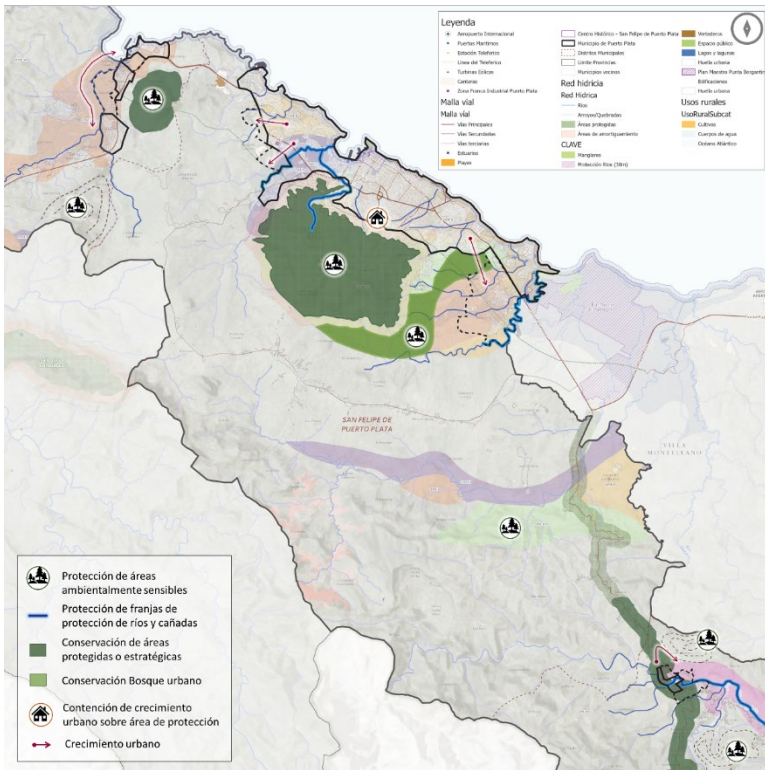 Leyenda
Aeropuerto Internacional
Puertos Marítimos
Estación Teleférico
Línea del Teleférico
Turbinas Eólicas
Canteras
Zona Franca Industrial Puerto Plata
Malla vial
Malla vial
Vías Principales
Vías Secundarias
Vías terciarias
Estuarios
Playas
Centro Histórico - San Felipe de Puerto Plata
Municipio de Puerto Plata
Distritos Municipales
Límite Provincias
Municipios vecinos
Red hídricia
Red Hídrica
Ríos
Arroyos/Quebradas
Áreas protegidas
Áreas de amortiguamiento
CLAVE
Manglares
Protección Ríos (30m)
Vertederos
Espacio público
Lagos y lagunas
Huella urbana
Plan Maestro Punta Bergantín
Edificaciones
Huella urbana
Usos rurales
UsoRuralSubcat
Cultivos
Cuerpos de agua
Océano Atlántico
SAN FELIPE DE
PUERTO PLATA
VILLA
MONTELLANO
Protección de áreas
ambientalmente sensibles
Protección de franjas de
protección de ríos y cañadas
Conservación de áreas
protegidas o estratégicas
Conservación Bosque urbano
Contención de crecimiento
urbano sobre área de protección
Crecimiento urbano